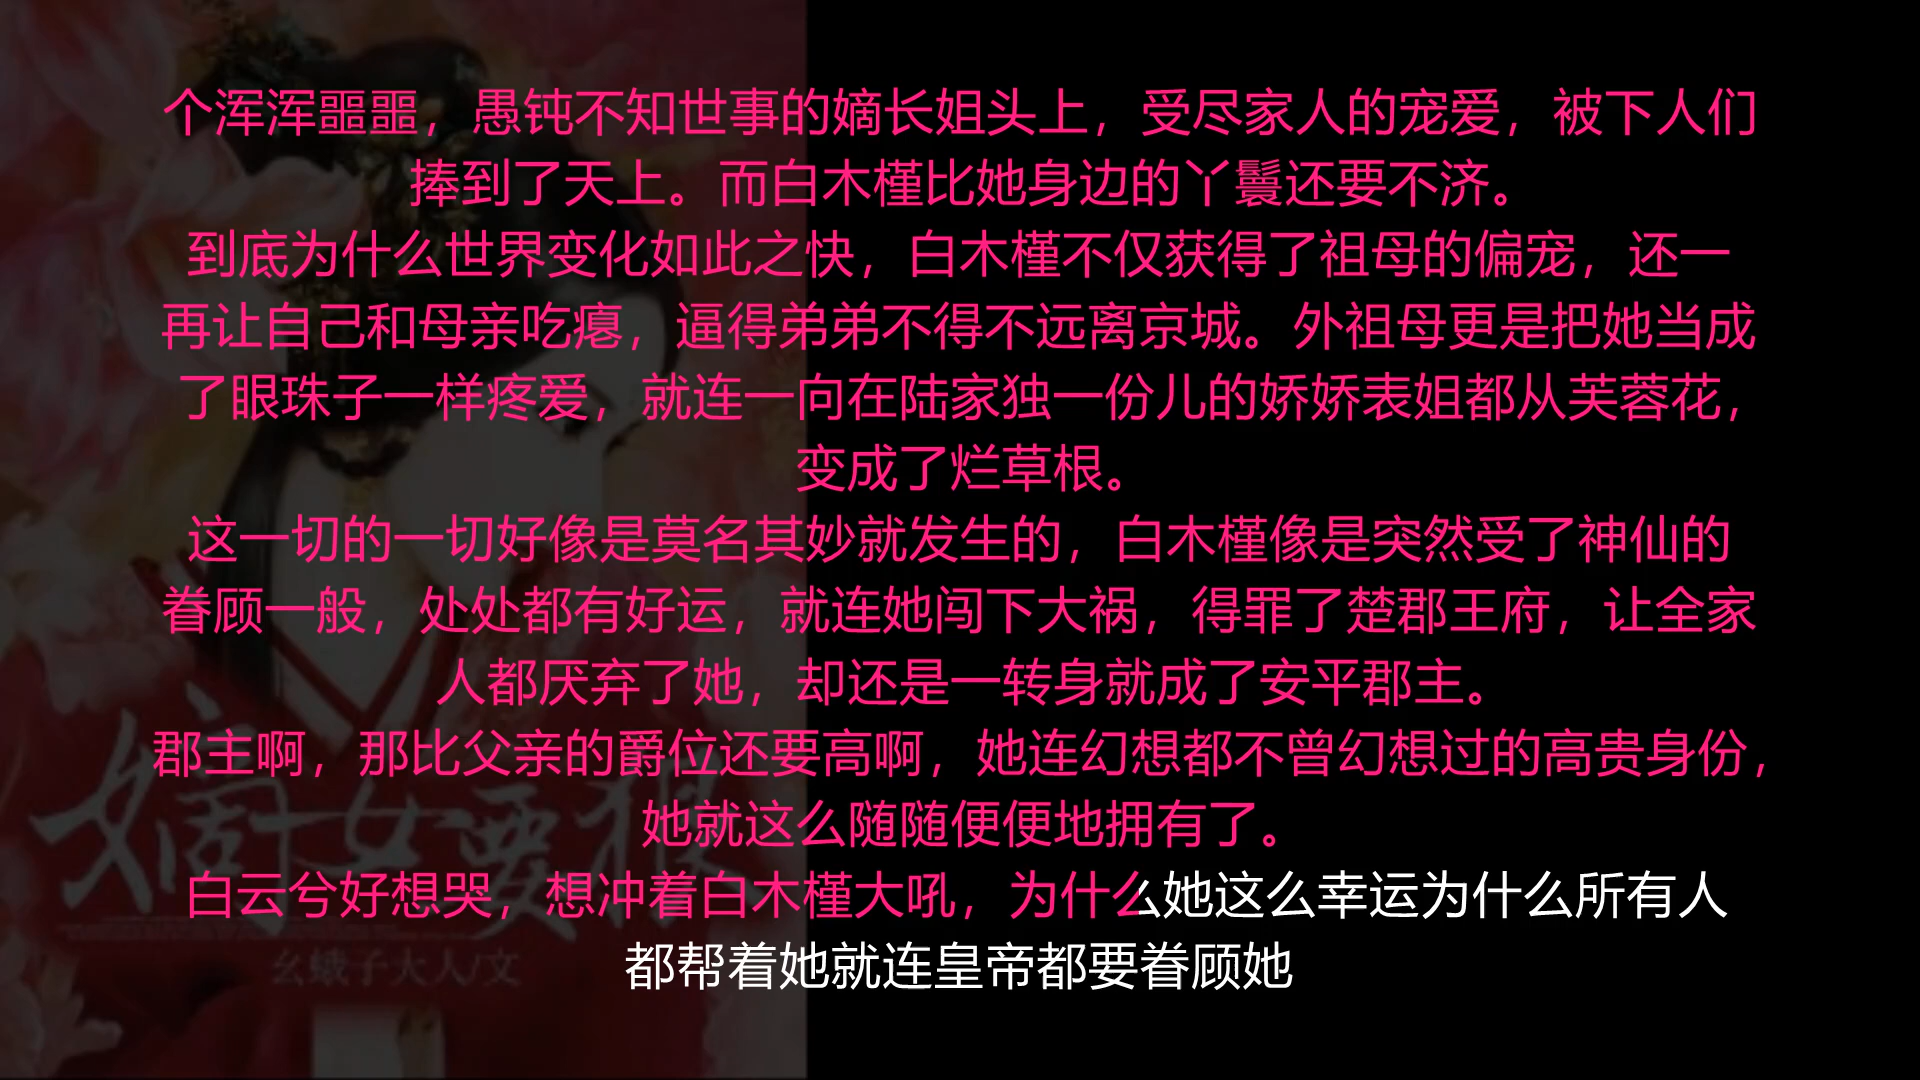 个浑浑噩噩，愚钝不知世事的嫡长姐头上，受尽家人的宠爱，被下人们
捧到了天上。而白木槿比她身边的丫鬟还要不济。
到底为什么世界变化如此之快，白木槿不仅获得了祖母的偏宠，还一
再让自己和母亲吃瘪，逼得弟弟不得不远离京城。外祖母更是把她当成
了眼珠子一样疼爱，就连一向在陆家独一份儿的娇娇表姐都从芙蓉花，
变成了烂草根。
这一切的一切好像是莫名其妙就发生的，白木槿像是突然受了神仙的
眷顾一般，处处都有好运，就连她闯下大祸，得罪了楚郡王府，让全家
人都厌弃了她，却还是一转身就成了安平郡主。
郡主啊，那比父亲的爵位还要高啊，她连幻想都不曾幻想过的高贵身份，
她就这么随随便便地拥有了。
白云兮好想哭，想冲着白木槿大吼，为什么她这么幸运为什么所有人
都帮着她就连皇帝都要眷顾她
嫡女要狠
幺蛾子大人/文